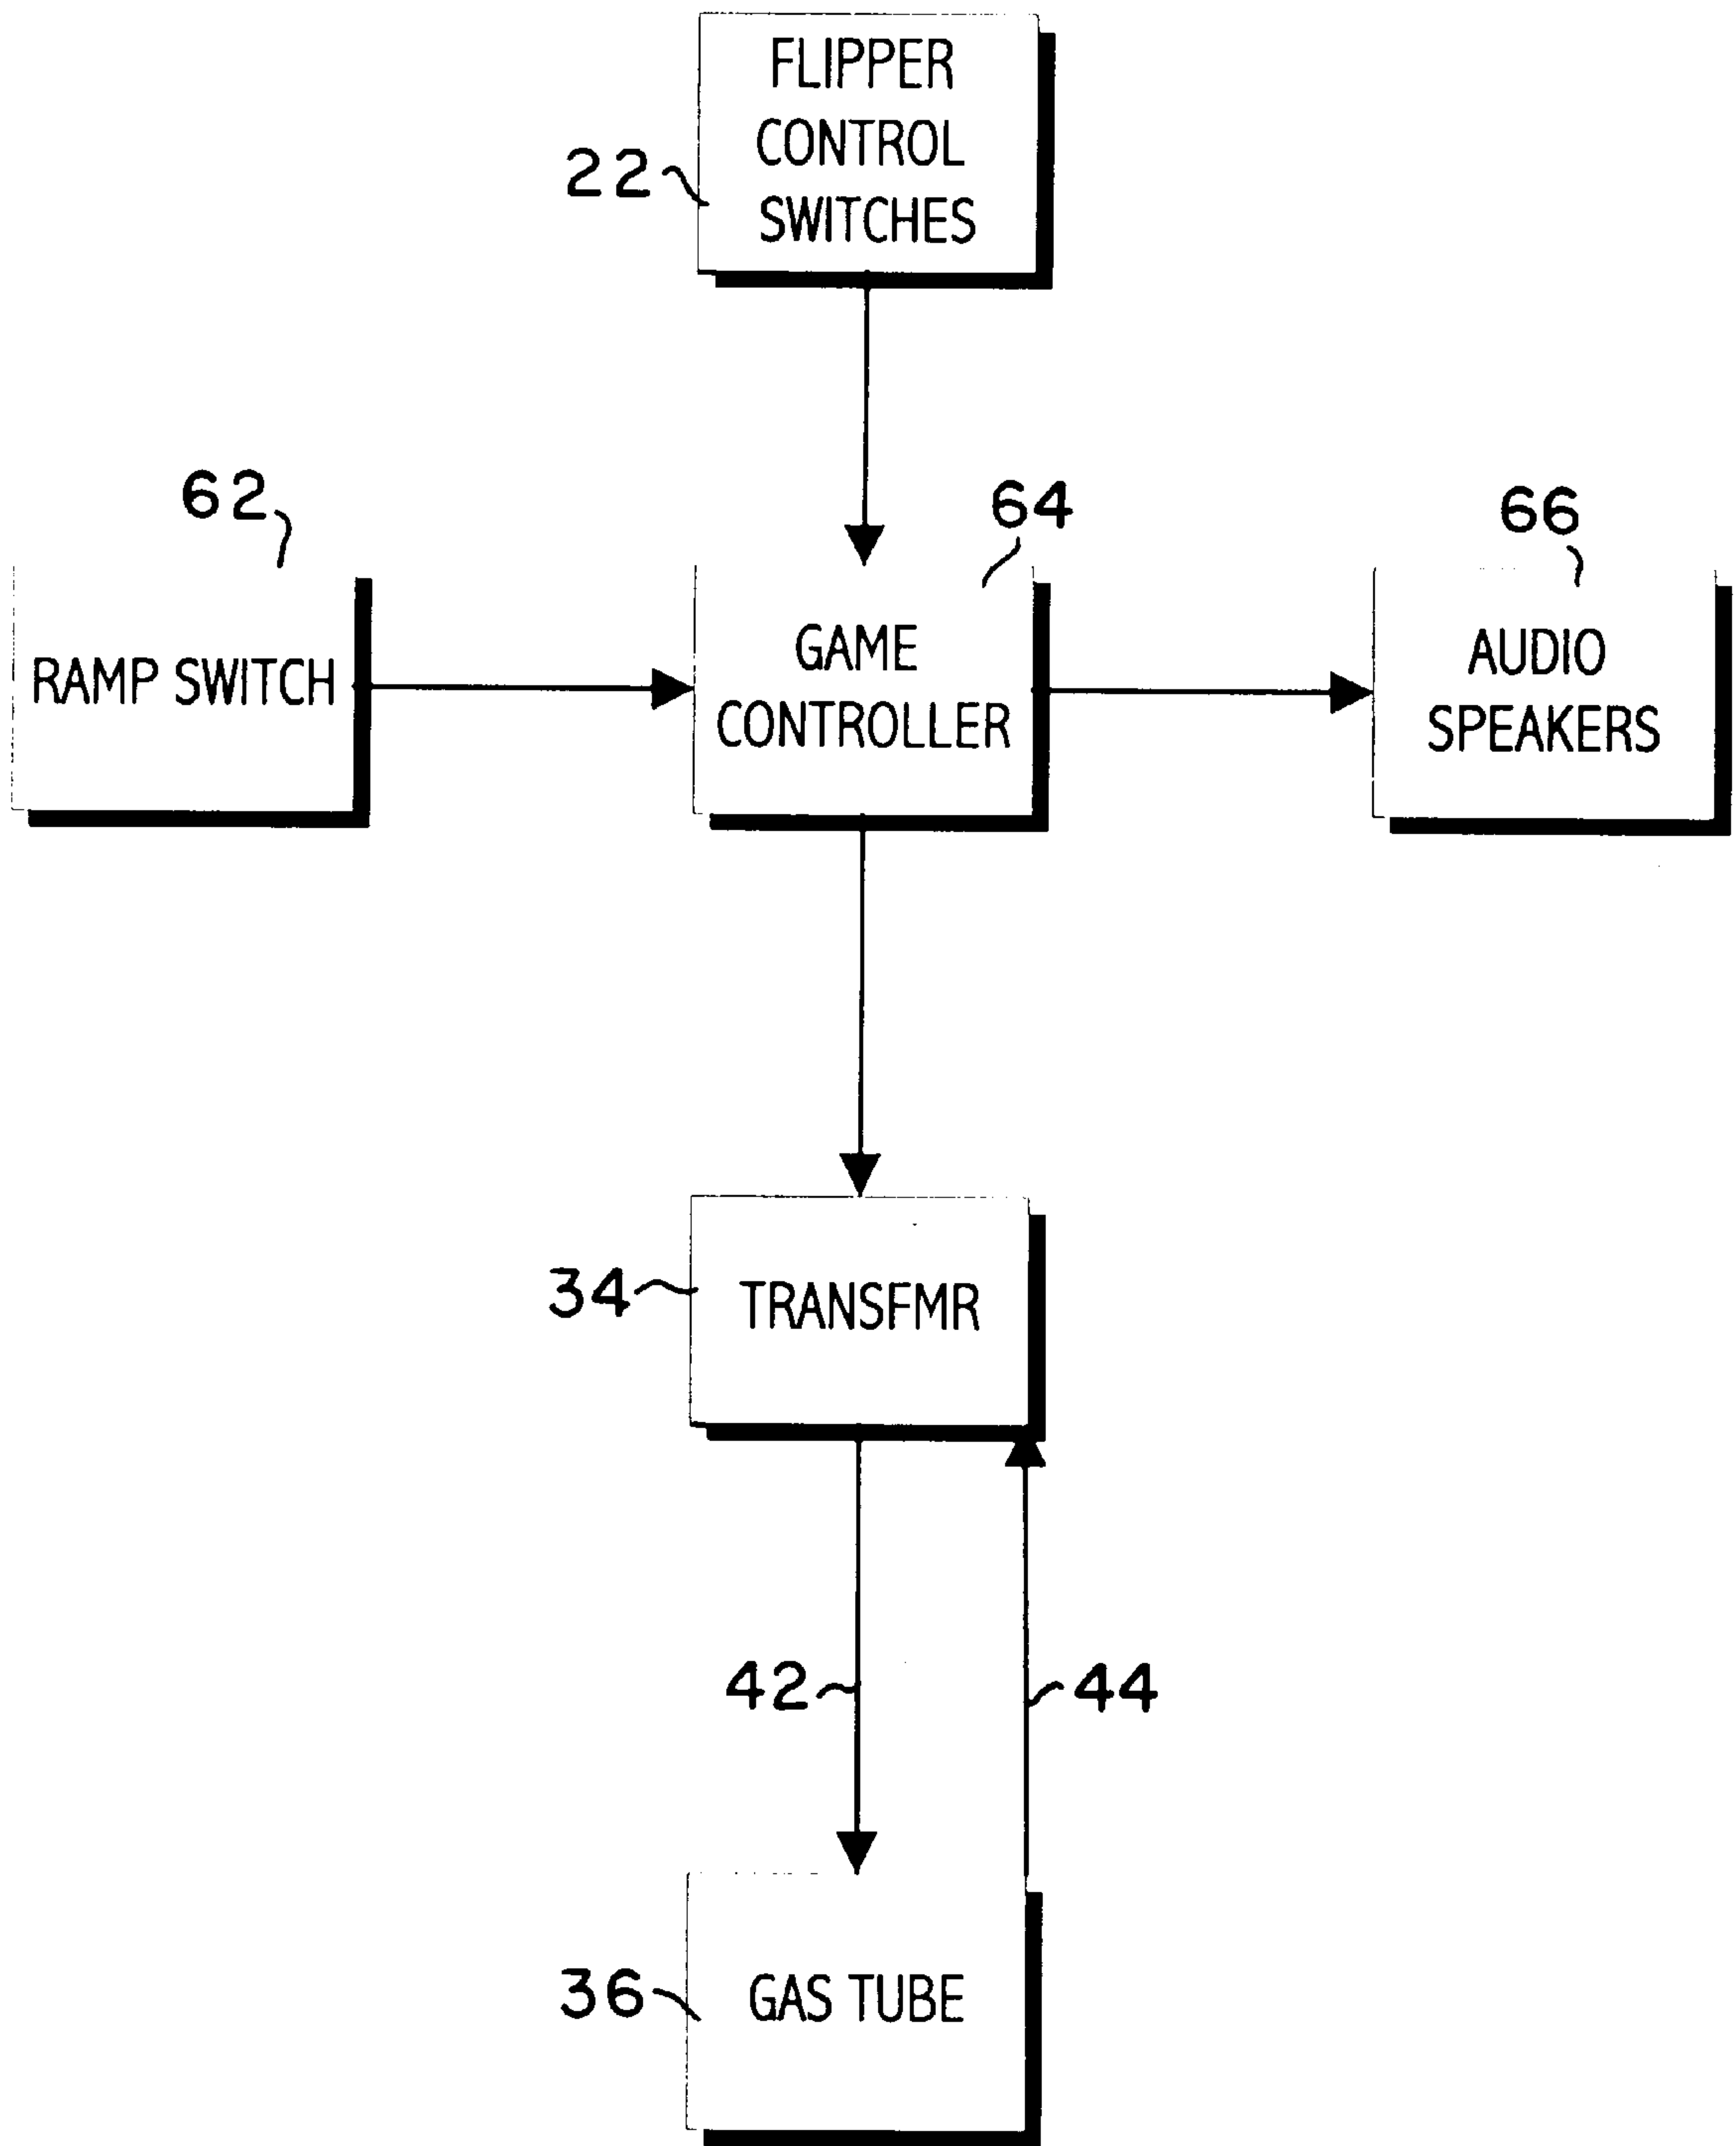 FLIPPER
CONTROL
SWITCHES
22
62
64
66
RAMP SWITCH
GAME
CONTROLLER
AUDIO
SPEAKERS
34
TRANSFMR
42
44
36
GAS TUBE